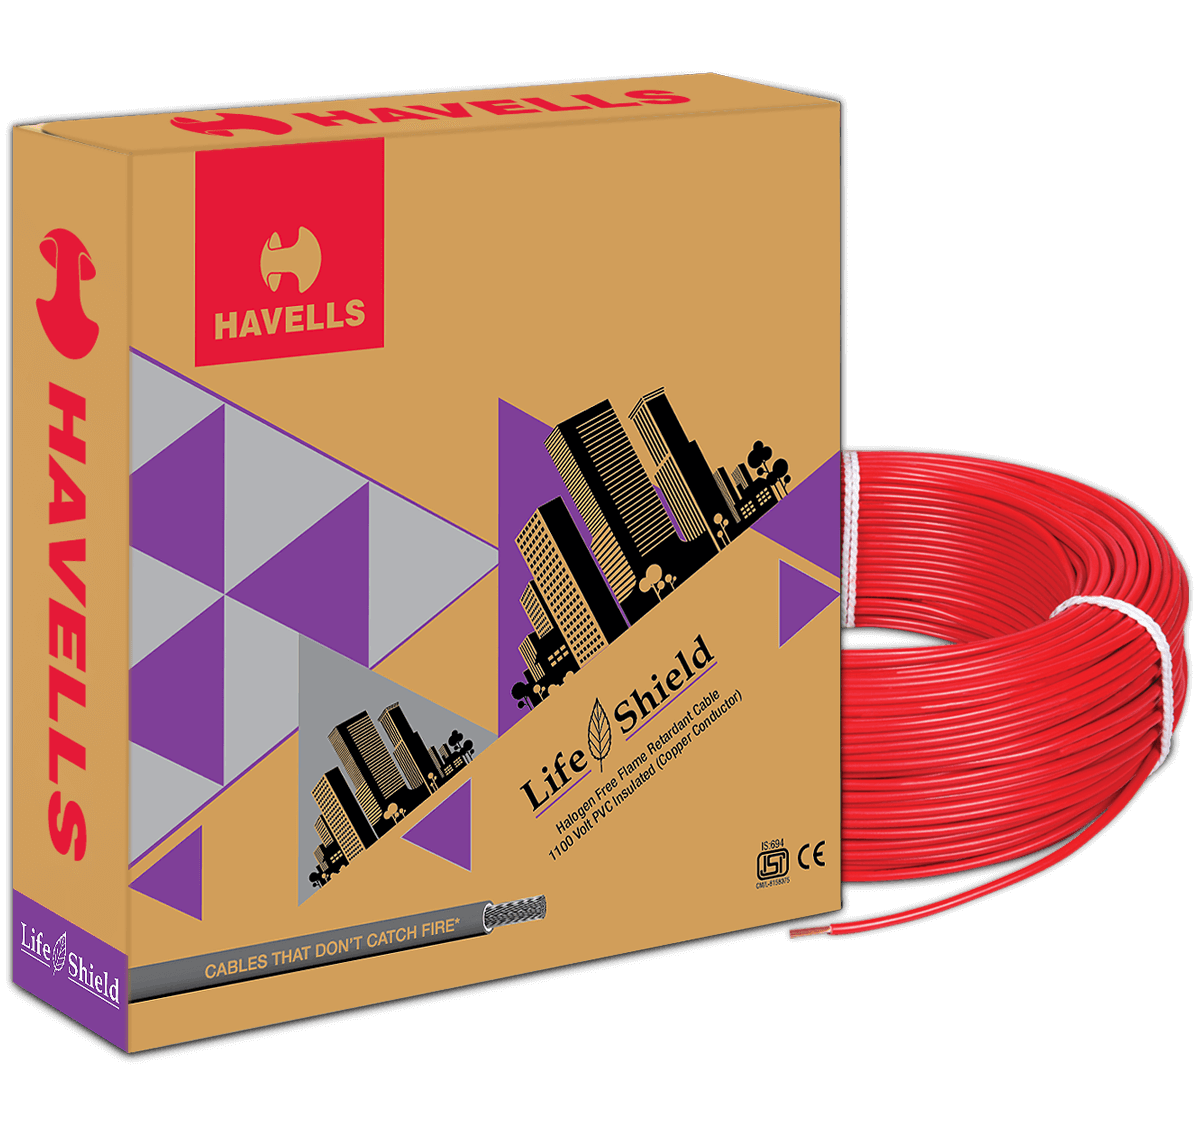 HAVELLS
HAVELLS
HAVELLS
Life Shield
Halogen Free Flame Retardant Cable
1100 Volt PVC Insulated (Copper Conductor)
IS:694
ISI
CE
CABLES THAT DON'T CATCH FIRE*
Life Shield